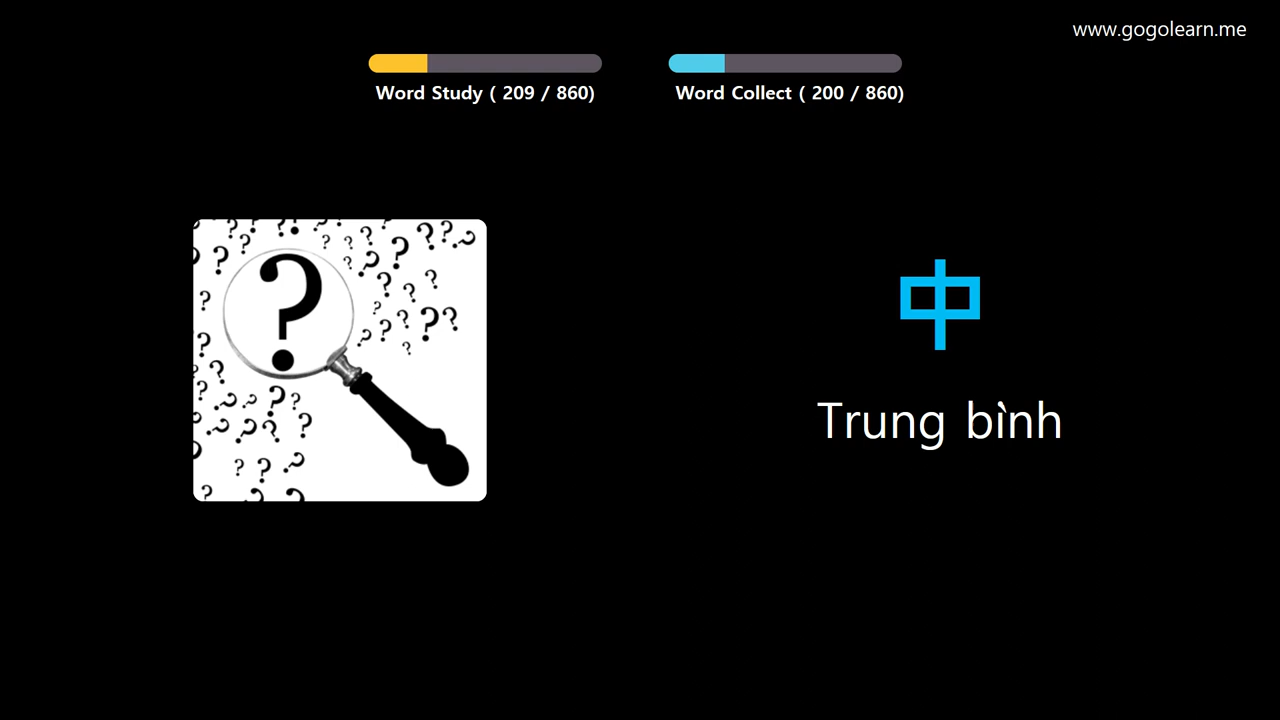 www.gogolearn.me
Word Study ( 209 / 860)
Word Collect ( 200 / 860)
中
Trung bình